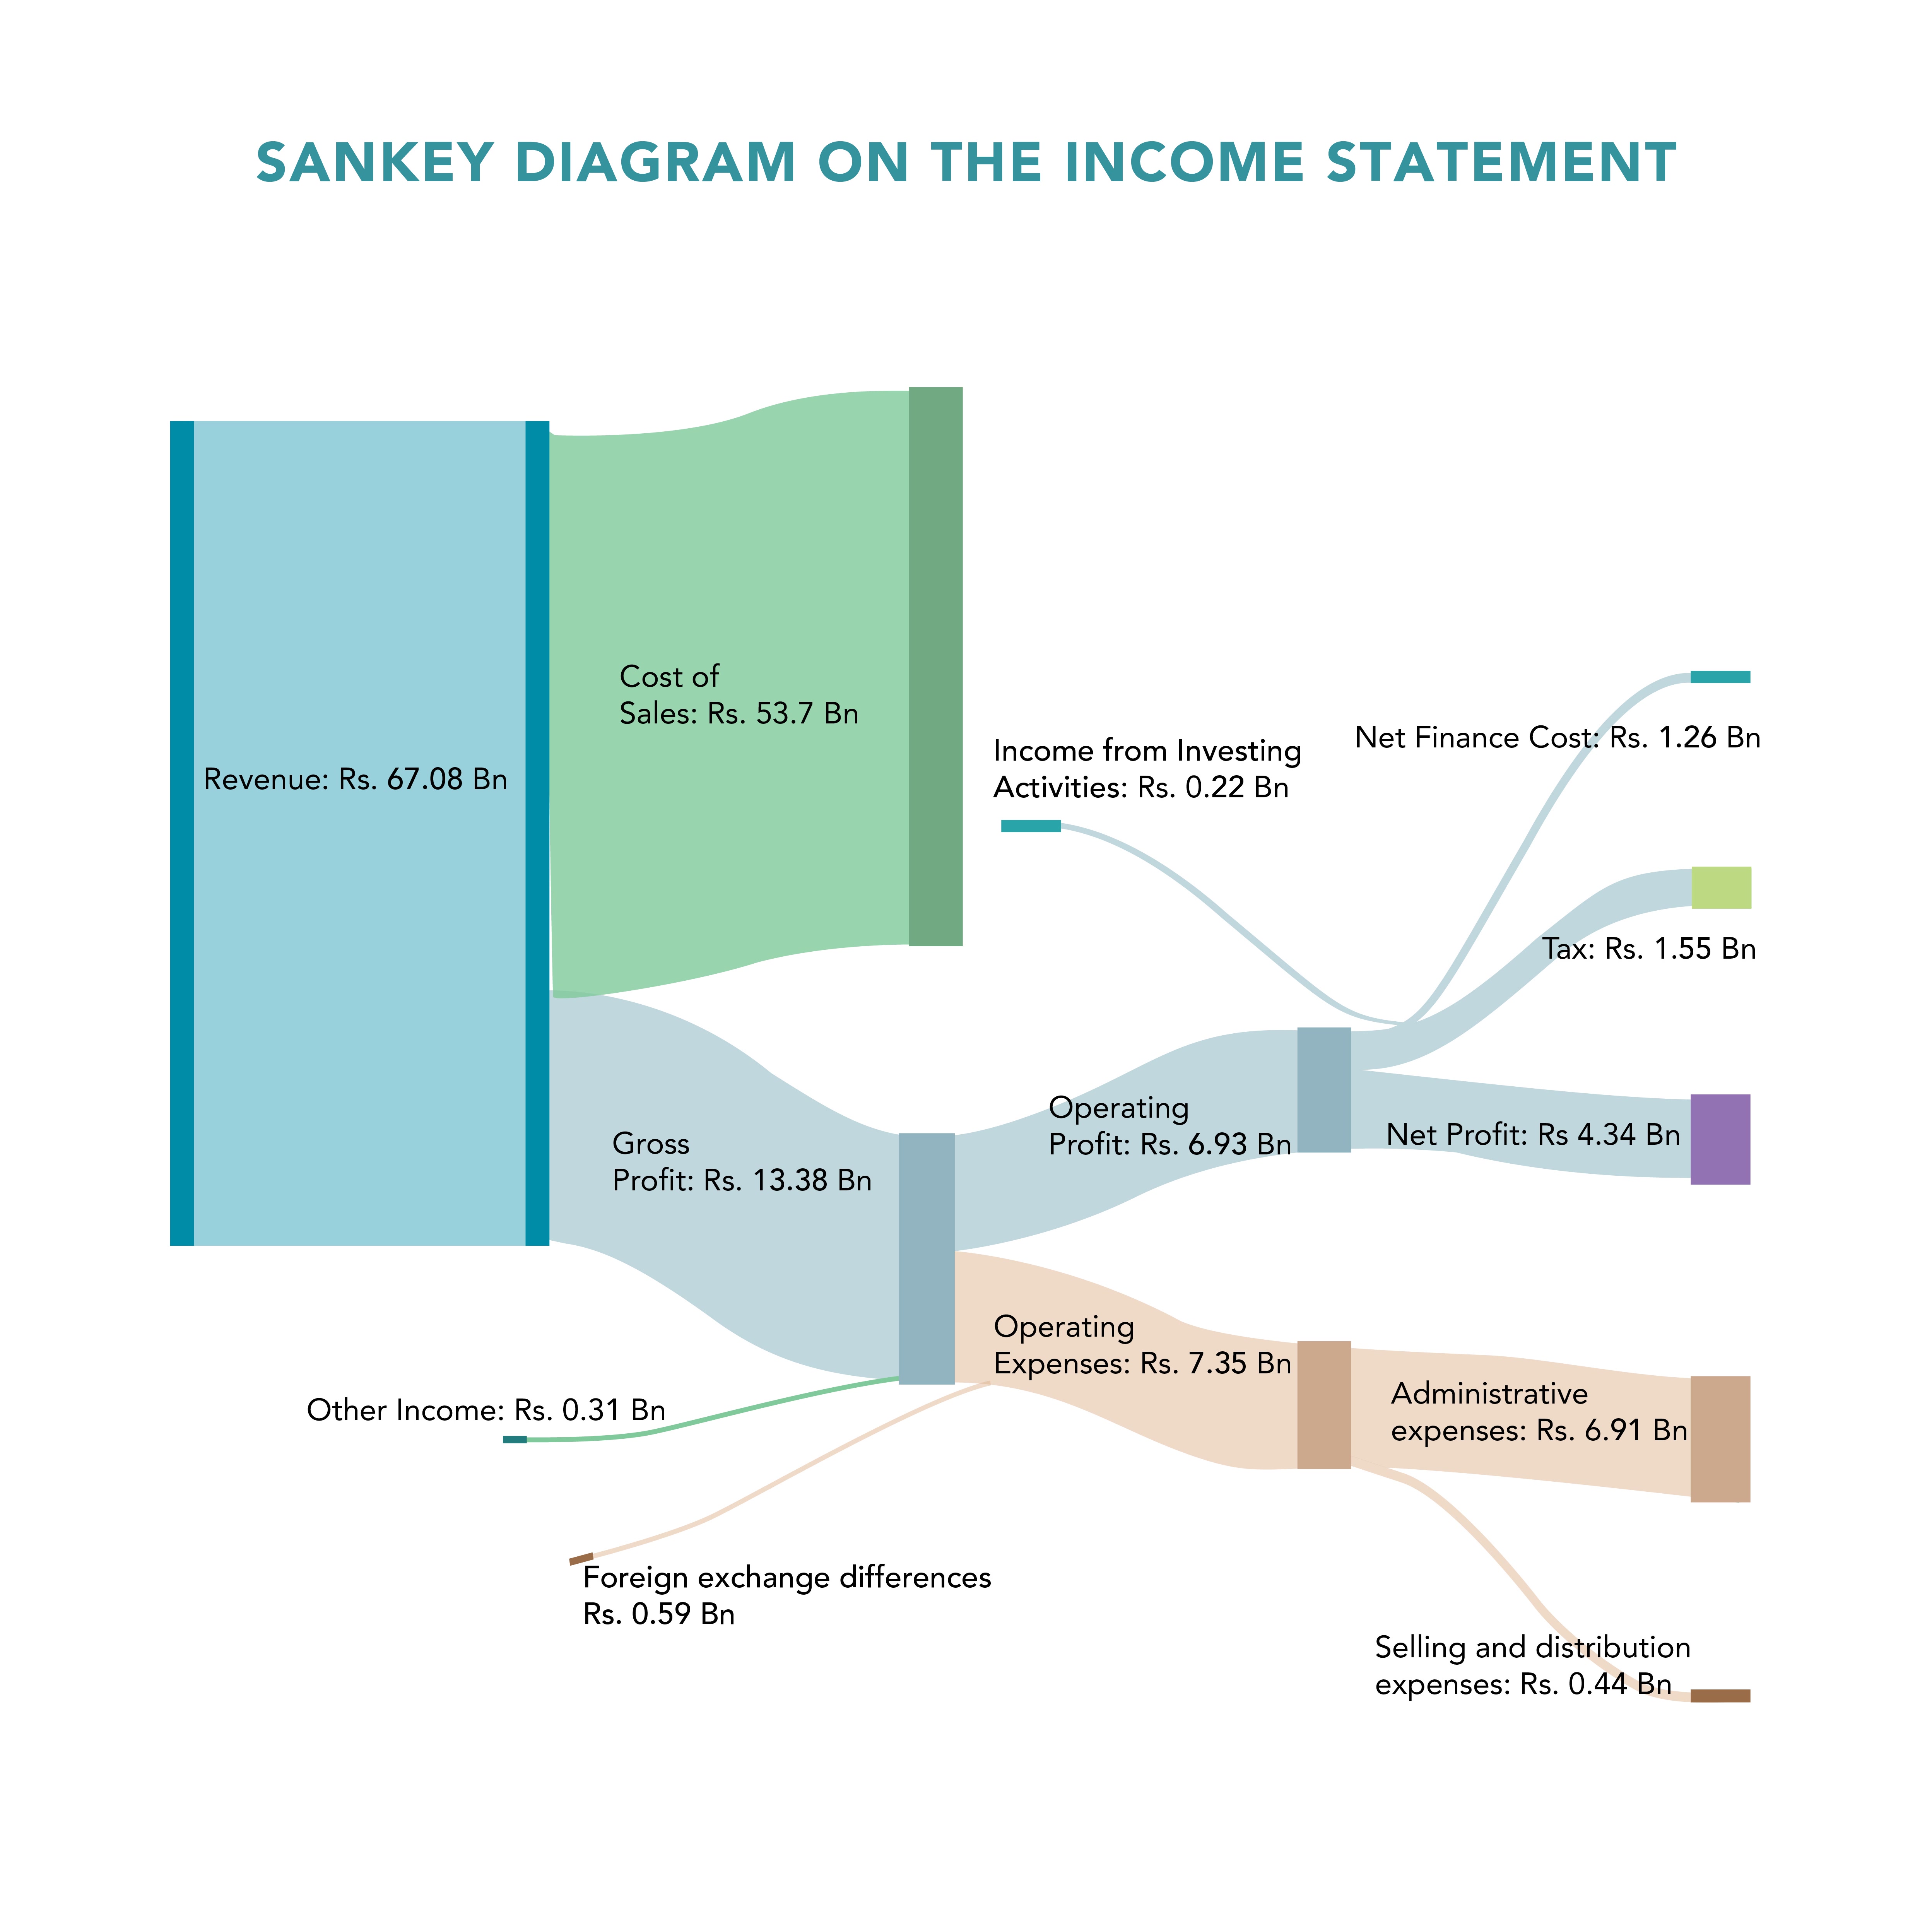 SANKEY DIAGRAM ON THE INCOME STATEMENT
Revenue: Rs. 67.08 Bn
Cost of
Sales: Rs. 53.7 Bn
Income from Investing
Activities: Rs. 0.22 Bn
Net Finance Cost: Rs. 1.26 Bn
Tax: Rs. 1.55 Bn
Gross
Profit: Rs. 13.38 Bn
Operating
Profit: Rs. 6.93 Bn
Net Profit: Rs 4.34 Bn
Operating
Expenses: Rs. 7.35 Bn
Administrative
expenses: Rs. 6.91 Bn
Other Income: Rs. 0.31 Bn
Foreign exchange differences
Rs. 0.59 Bn
Selling and distribution
expenses: Rs. 0.44 Bn